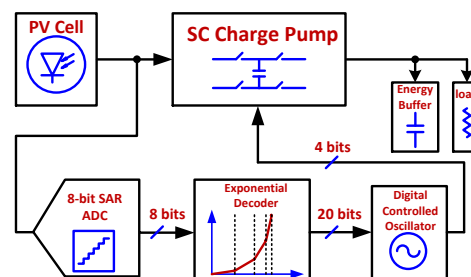 PV Cell
SC Charge Pump
Energy
Buffer
load
4 bits
8-bit SAR
ADC
8 bits
Exponential
Decoder
20 bits
Digital
Controlled
Oscillator